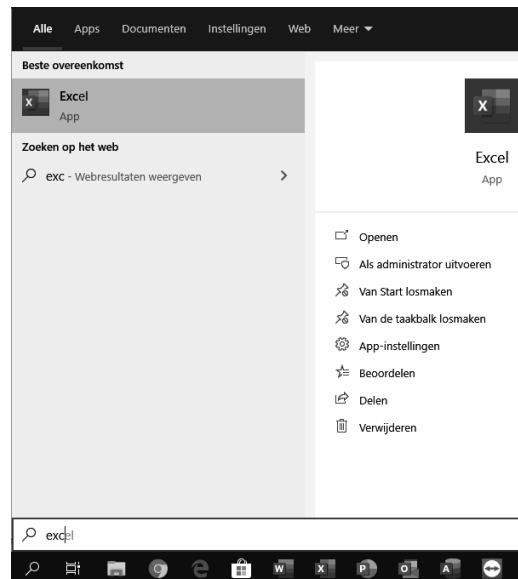 Alle Apps Documenten Instellingen Web Meer
Beste overeenkomst
Excel
App
Zoeken op het web
exc - Webresultaten weergeven
Excel
App
Openen
Als administrator uitvoeren
Van Start losmaken
Van de taakbalk losmaken
App-instellingen
Beoordelen
Delen
Verwijderen
excel